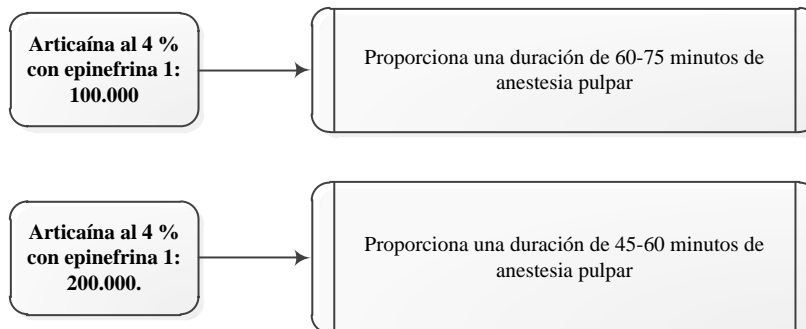 Articaína al 4 %
con epinefrina 1:
100.000
Proporciona una duración de 60-75 minutos de
anestesia pulpar
Articaína al 4 %
con epinefrina 1:
200.000.
Proporciona una duración de 45-60 minutos de
anestesia pulpar